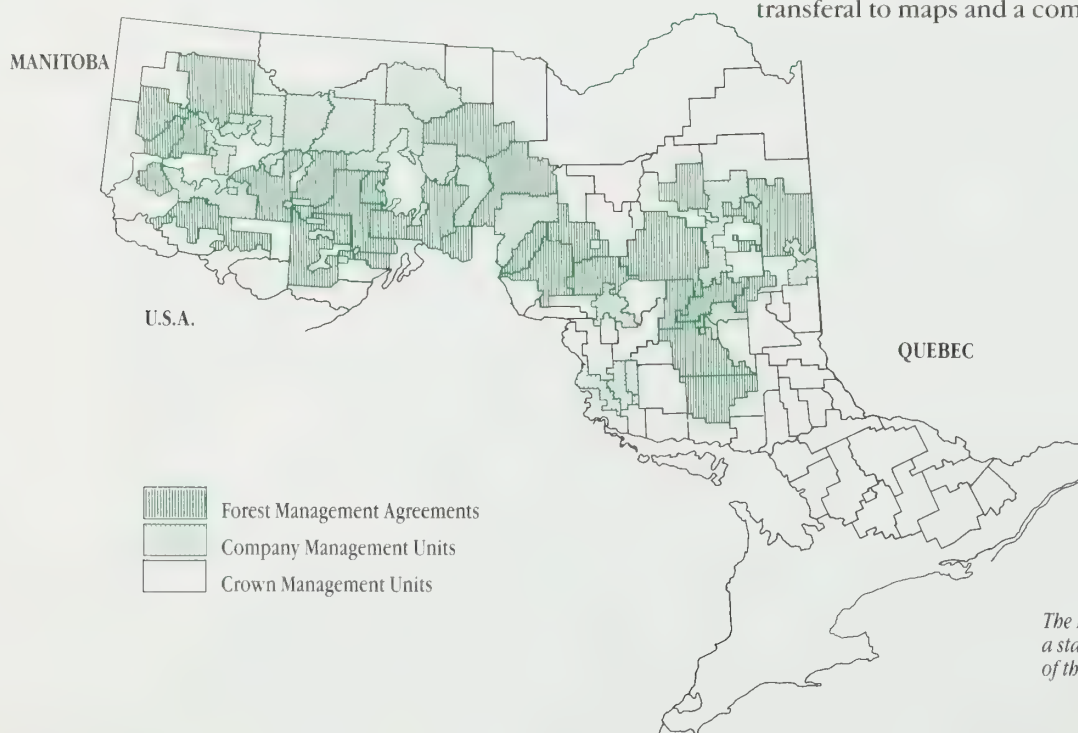 transferal to maps and a com
MANITOBA
U.S.A.
QUEBEC
Forest Management Agreements
Company Management Units
Crown Management Units
The
a sta
of th